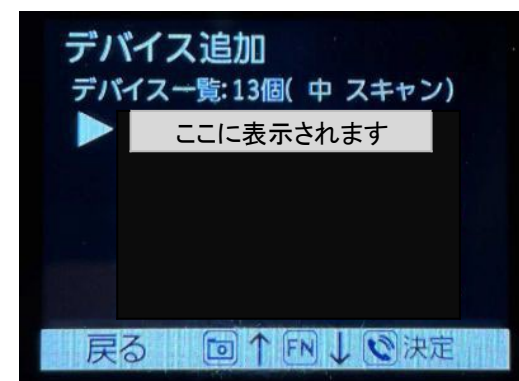 デバイス追加
デバイス一覧:13個( 中 スキャン)
ここに表示されます
戻る ↑ FN ↓ 決定